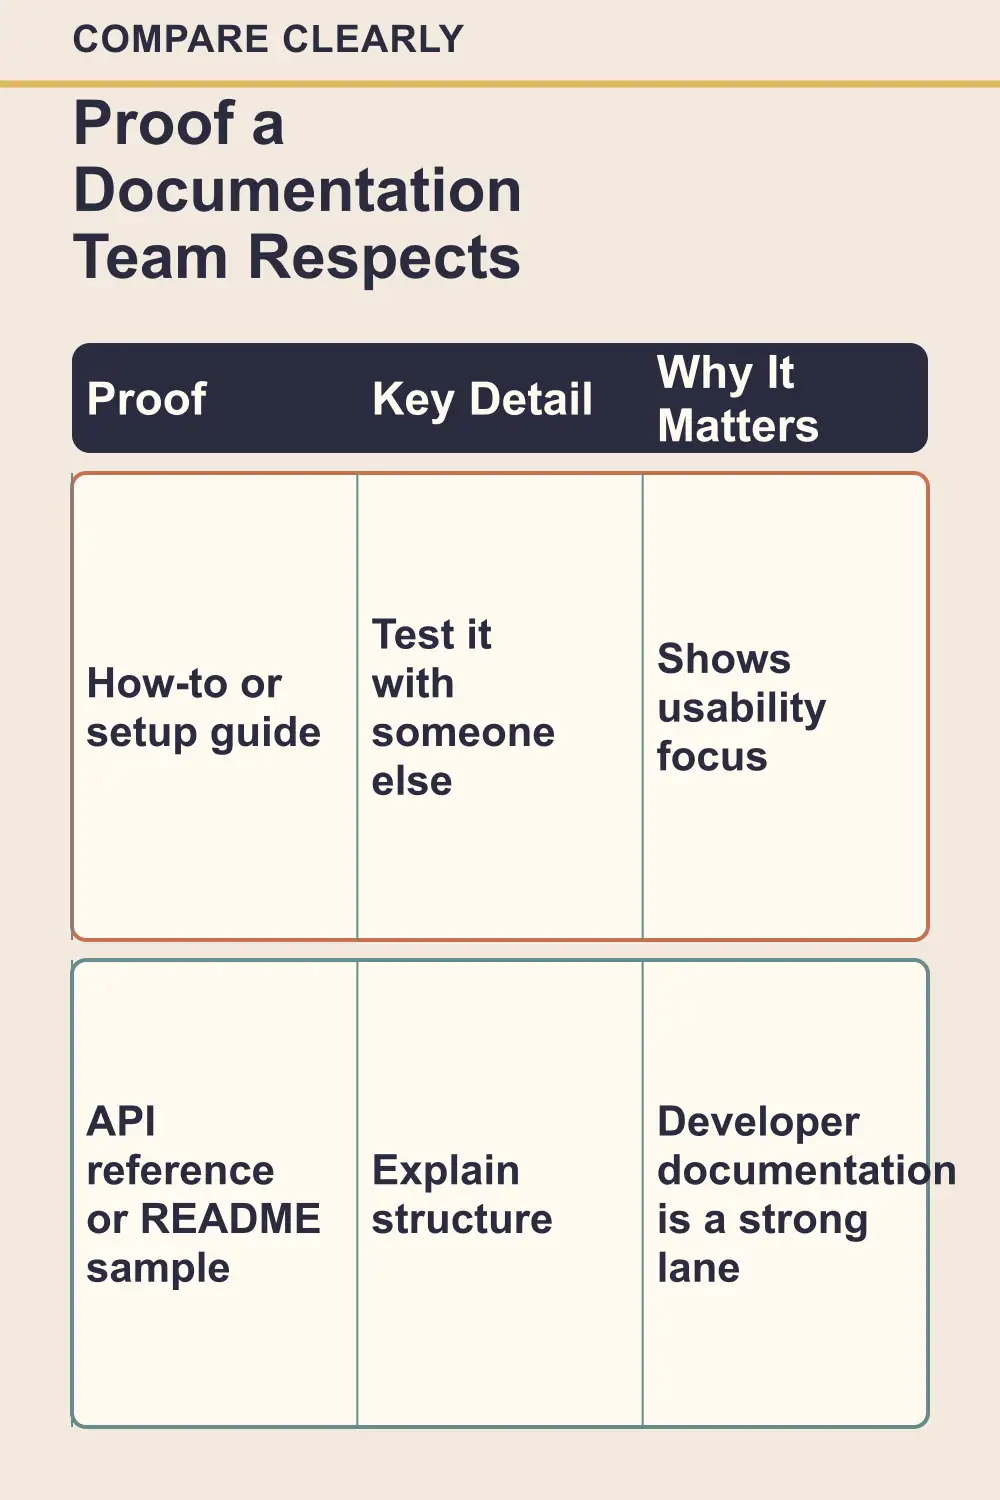 COMPARE CLEARLY
Proof a
Documentation
Team Respects
Proof
Key Detail
Why It
Matters
How-to or
setup guide
Test it
with
someone
else
Shows
usability
focus
API
reference
or README
sample
Explain
structure
Developer
documentation
is a strong
lane